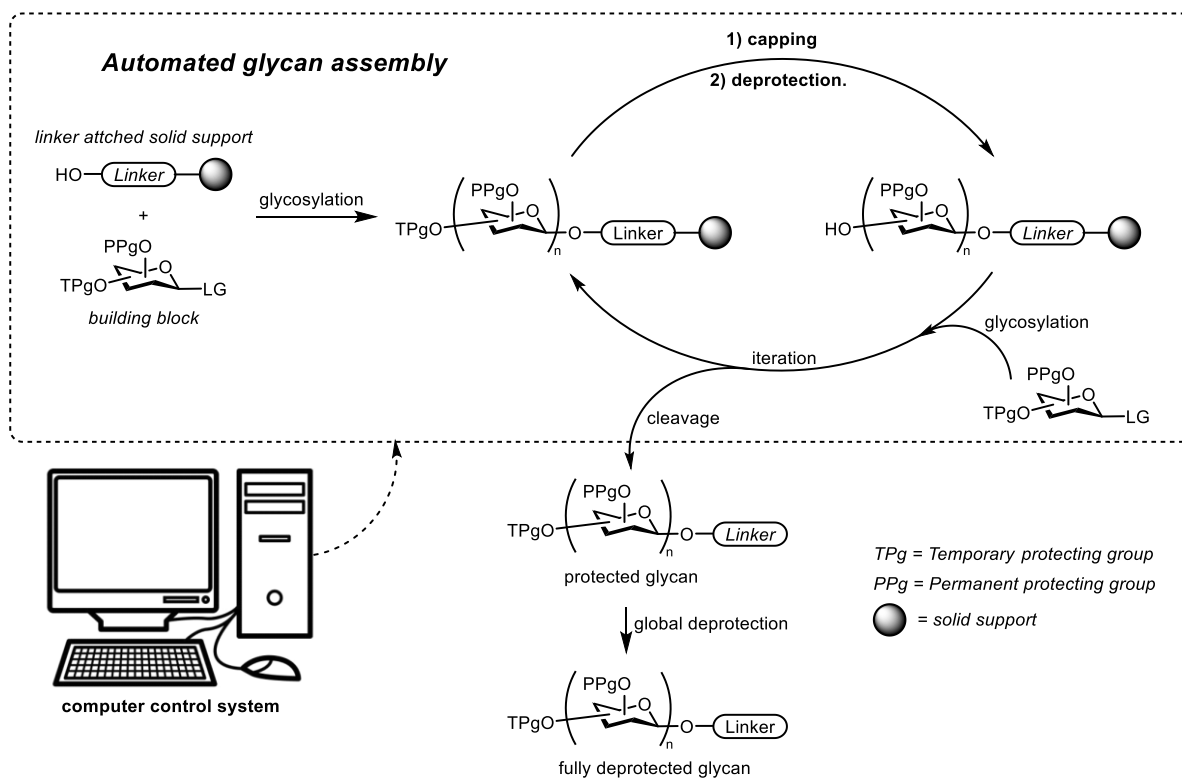 Automated glycan assembly
1) capping
2) deprotection.
linker attched solid support
HO
Linker
+
PPgO
O
TPgO
LG
building block
glycosylation
PPgO
O
TPgO
n
O
Linker
PPgO
O
HO
n
O
Linker
glycosylation
PPgO
O
TPgO
LG
iteration
cleavage
PPgO
O
TPgO
n
O
Linker
protected glycan
global deprotection
PPgO
O
TPgO
n
O
Linker
fully deprotected glycan
computer control system
TPg = Temporary protecting group
PPg = Permanent protecting group
= solid support